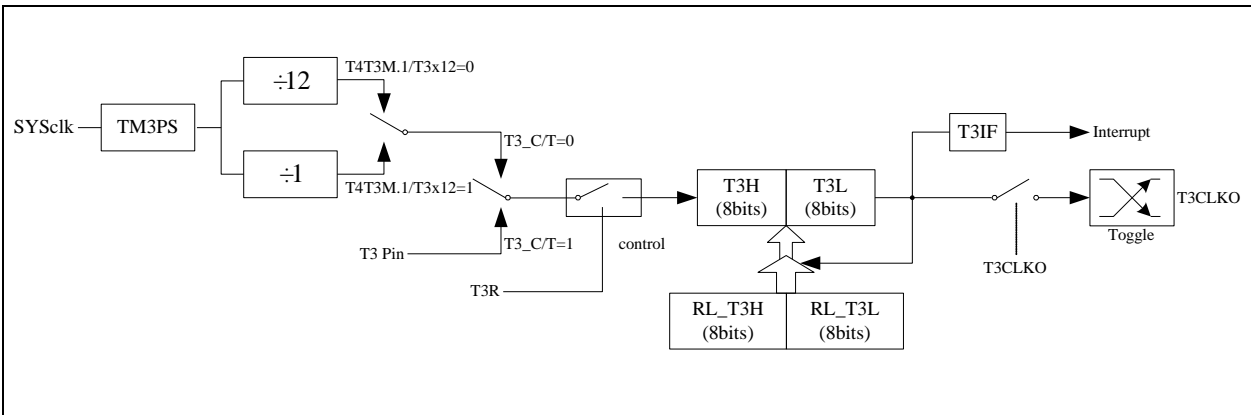 ÷12
T4T3M.1/T3x12=0
SYSclk
TM3PS
÷1
T4T3M.1/T3x12=1
T3_C/T=0
T3_C/T=1
T3 Pin
T3R
control
T3H
(8bits)
T3L
(8bits)
RL_T3H
(8bits)
RL_T3L
(8bits)
T3IF
Interrupt
T3CLKO
Toggle
T3CLKO